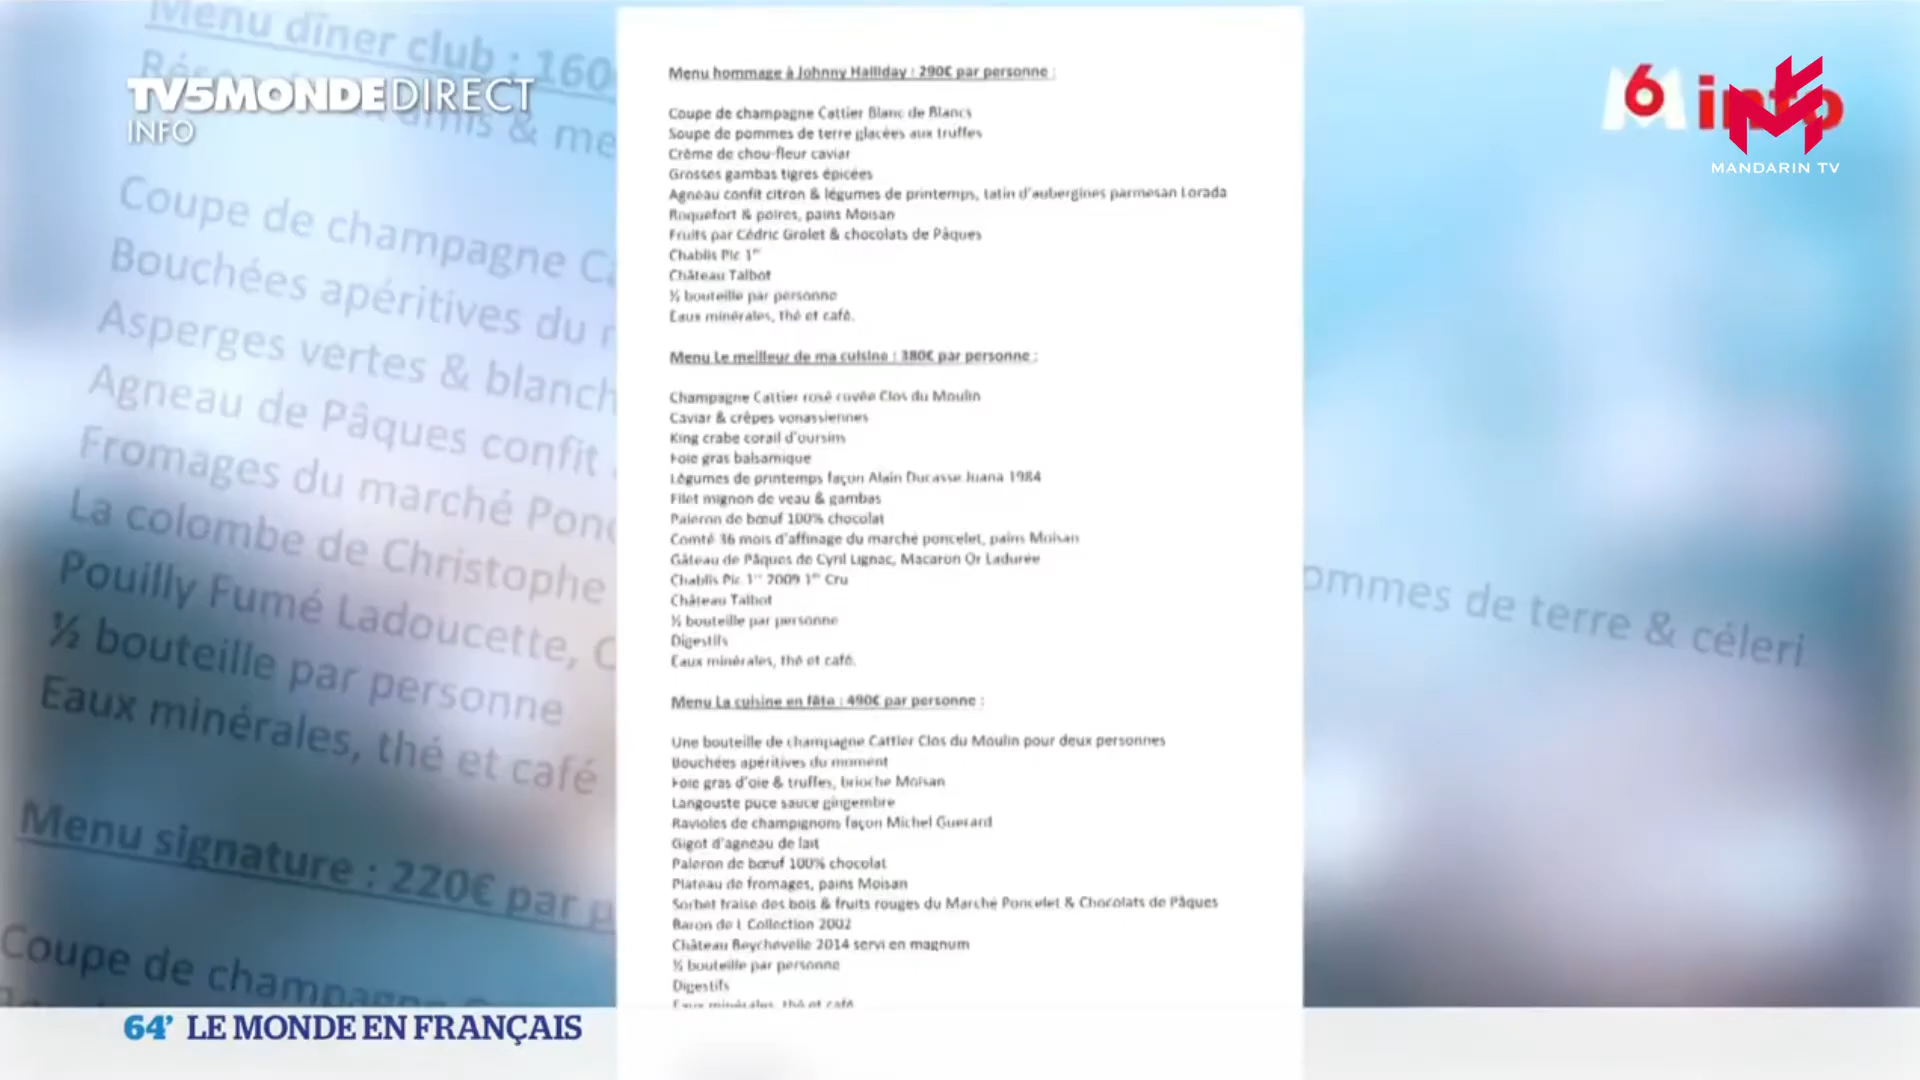 Menu dîner club : 160
TV5MONDE DIRECT
INFO
amis & me
Coupe de champagne Ca
Bouchées apéritives du
Asperges vertes & blanch
Agneau de Pâques confit
Fromages du marché Ponc
La colombe de Christophe
Pouilly Fumé Ladoucette, C
½ bouteille par personne
Eaux minérales, thé et café
Menu signature : 220€ par p
Coupe de champagne
Menu hommage à Johnny Halliday : 290€ par personne :
Coupe de champagne Cattier Blanc de Blancs
Soupe de pommes de terre glacées aux truffes
Crème de chou-fleur caviar
Grosses gambas tigres épicées
Agneau confit citron & légumes de printemps, tatin d'aubergines parmesan Lorada
Roquefort & poires, pains Moisan
Fruits par Cédric Grolet & chocolats de Pâques
Chablis Pic 1er
Château Talbot
½ bouteille par personne
Eaux minérales, thé et café.
Menu Le meilleur de ma cuisine : 380€ par personne :
Champagne Cattier rosé cuvée Clos du Moulin
Caviar & crêpes vonassiennes
King crabe corail d'oursins
Foie gras balsamique
Légumes de printemps façon Alain Ducasse Juana 1984
Filet mignon de veau & gambas
Paleron de bœuf 100% chocolat
Comté 36 mois d'affinage du marché poncelet, pains Moisan
Gâteau de Pâques de Cyril Lignac, Macaron Or Ladurée
Chablis Pic 1er 2009 1er Cru
Château Talbot
½ bouteille par personne
Digestifs
Eaux minérales, thé et café.
Menu La cuisine en fête : 490€ par personne :
Une bouteille de champagne Cattier Clos du Moulin pour deux personnes
Bouchées apéritives du moment
Foie gras d'oie & truffes, brioche Moisan
Langouste puce sauce gingembre
Ravioles de champignons façon Michel Guerard
Gigot d'agneau de lait
Paleron de bœuf 100% chocolat
Plateau de fromages, pains Moisan
Sorbet fraise des bois & fruits rouges du Marché Poncelet & Chocolats de Pâques
Baron de L Collection 2002
Château Beychevelle 2014 servi en magnum
½ bouteille par personne
Digestifs
Eaux minérales, thé et café
M6 info
MANDARIN TV
ommes de terre & céleri
64' LE MONDE EN FRANÇAIS